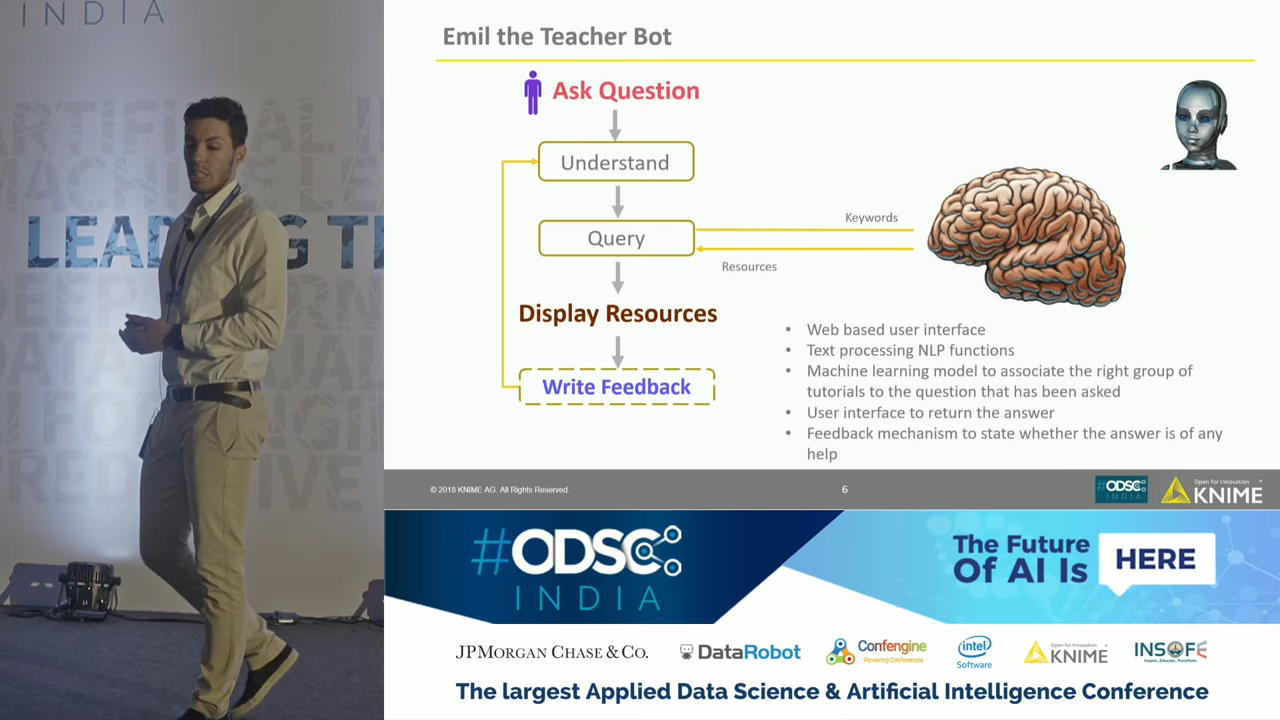 INDIA
LEADING T
Emil the Teacher Bot
Ask Question
Understand
Keywords
Query
Resources
Display Resources
Write Feedback
• Web based user interface
• Text processing NLP functions
• Machine learning model to associate the right group of
tutorials to the question that has been asked
• User interface to return the answer
• Feedback mechanism to state whether the answer is of any
help
© 2018 KNIME AG. All Rights Reserved.
6
#ODSC
INDIA
Open for Innovation
KNIME
#ODSC
INDIA
The Future
Of AI Is
HERE
JPMORGAN CHASE & CO.
DataRobot
Confengine
Powering Conferences
intel
Software
Open for Innovation
KNIME
INSOFE
Inspire...Educate...Transform.
The largest Applied Data Science & Artificial Intelligence Conference